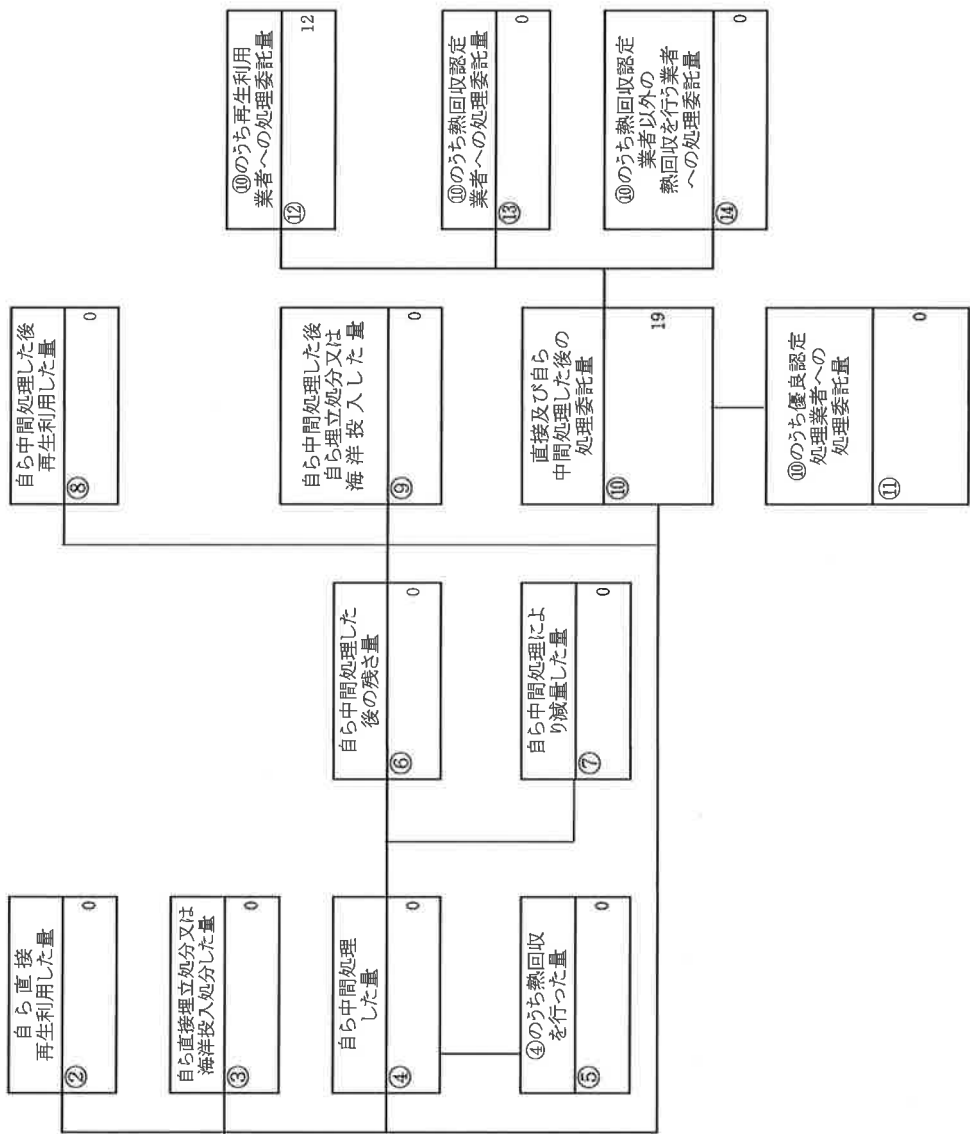 自ら直接
再生利用した量
②
0
自ら直接埋立処分又は
海洋投入処分した量
③
0
自ら中間処理
した量
④
0
④のうち熱回収
を行った量
⑤
0
自ら中間処理した
後の残さ量
⑥
0
自ら中間処理によ
り減量した量
⑦
0
自ら中間処理した後
再生利用した量
⑧
0
自ら中間処理した後
自ら埋立処分又は
海洋投入した量
⑨
0
直接及び自ら
中間処理した後の
処理委託量
⑩
19
⑩のうち優良認定
処理業者への
処理委託量
⑪
0
⑩のうち再生利用
業者への処理委託量
⑫
12
⑩のうち熱回収認定
業者への処理委託量
⑬
0
⑩のうち熱回収認定
業者以外の
熱回収を行う業者
への処理委託量
⑭
0